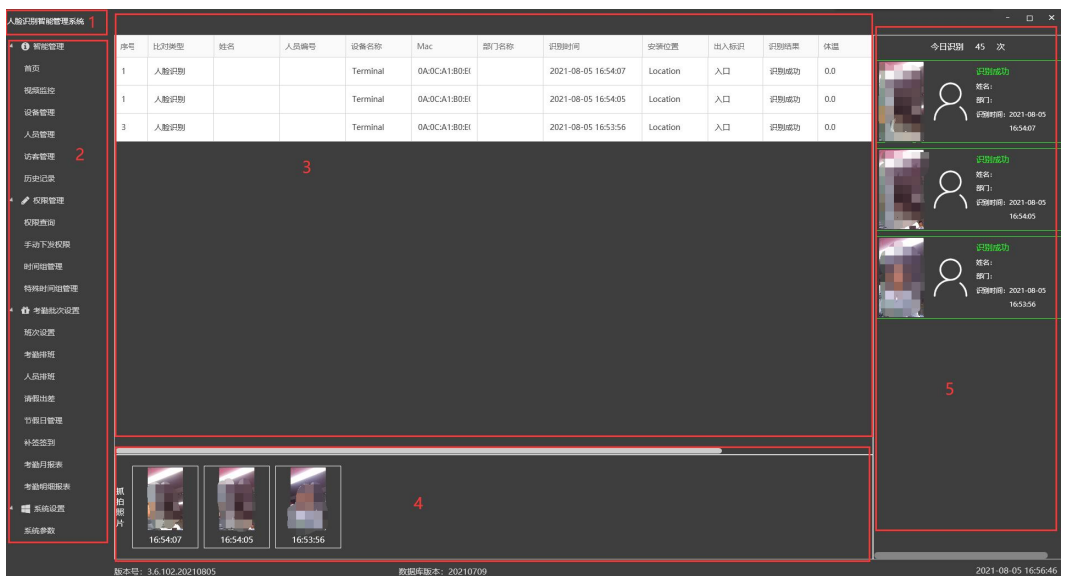 人脸识别智能管理系统 1
智能管理
首页
视频监控
设备管理
人员管理
访客管理
2
历史记录
权限管理
权限查询
手动下发权限
时间组管理
特殊时间组管理
考勤批次设置
班次设置
考勤排班
人员排班
请假出差
节假日管理
补签签到
考勤月报表
考勤明细报表
系统设置
系统参数
序号 比对类型 姓名 人员编号 设备名称 Mac 部门名称 识别时间 安装位置 出入标识 识别结果 体温
1 人脸识别 Terminal 0A:0C:A1:B0:E( 2021-08-05 16:54:07 Location 入口 识别成功 0.0
1 人脸识别 Terminal 0A:0C:A1:B0:E( 2021-08-05 16:54:05 Location 入口 识别成功 0.0
3 人脸识别 Terminal 0A:0C:A1:B0:E( 2021-08-05 16:53:56 Location 入口 识别成功 0.0
3
抓拍照片
16:54:07 16:54:05 16:53:56
4
今日识别 45 次
识别成功
姓名:
部门:
识别时间: 2021-08-05
16:54:07
识别成功
姓名:
部门:
识别时间: 2021-08-05
16:54:05
识别成功
姓名:
部门:
识别时间: 2021-08-05
16:53:56
5
版本号: 3.6.102.20210805 数据库版本: 20210709 2021-08-05 16:56:46